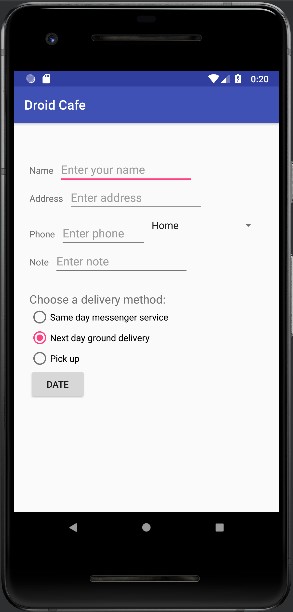 0:20
Droid Cafe
Name Enter your name
Address Enter address
Phone Enter phone Home
Note Enter note
Choose a delivery method:
Same day messenger service
Next day ground delivery
Pick up
DATE